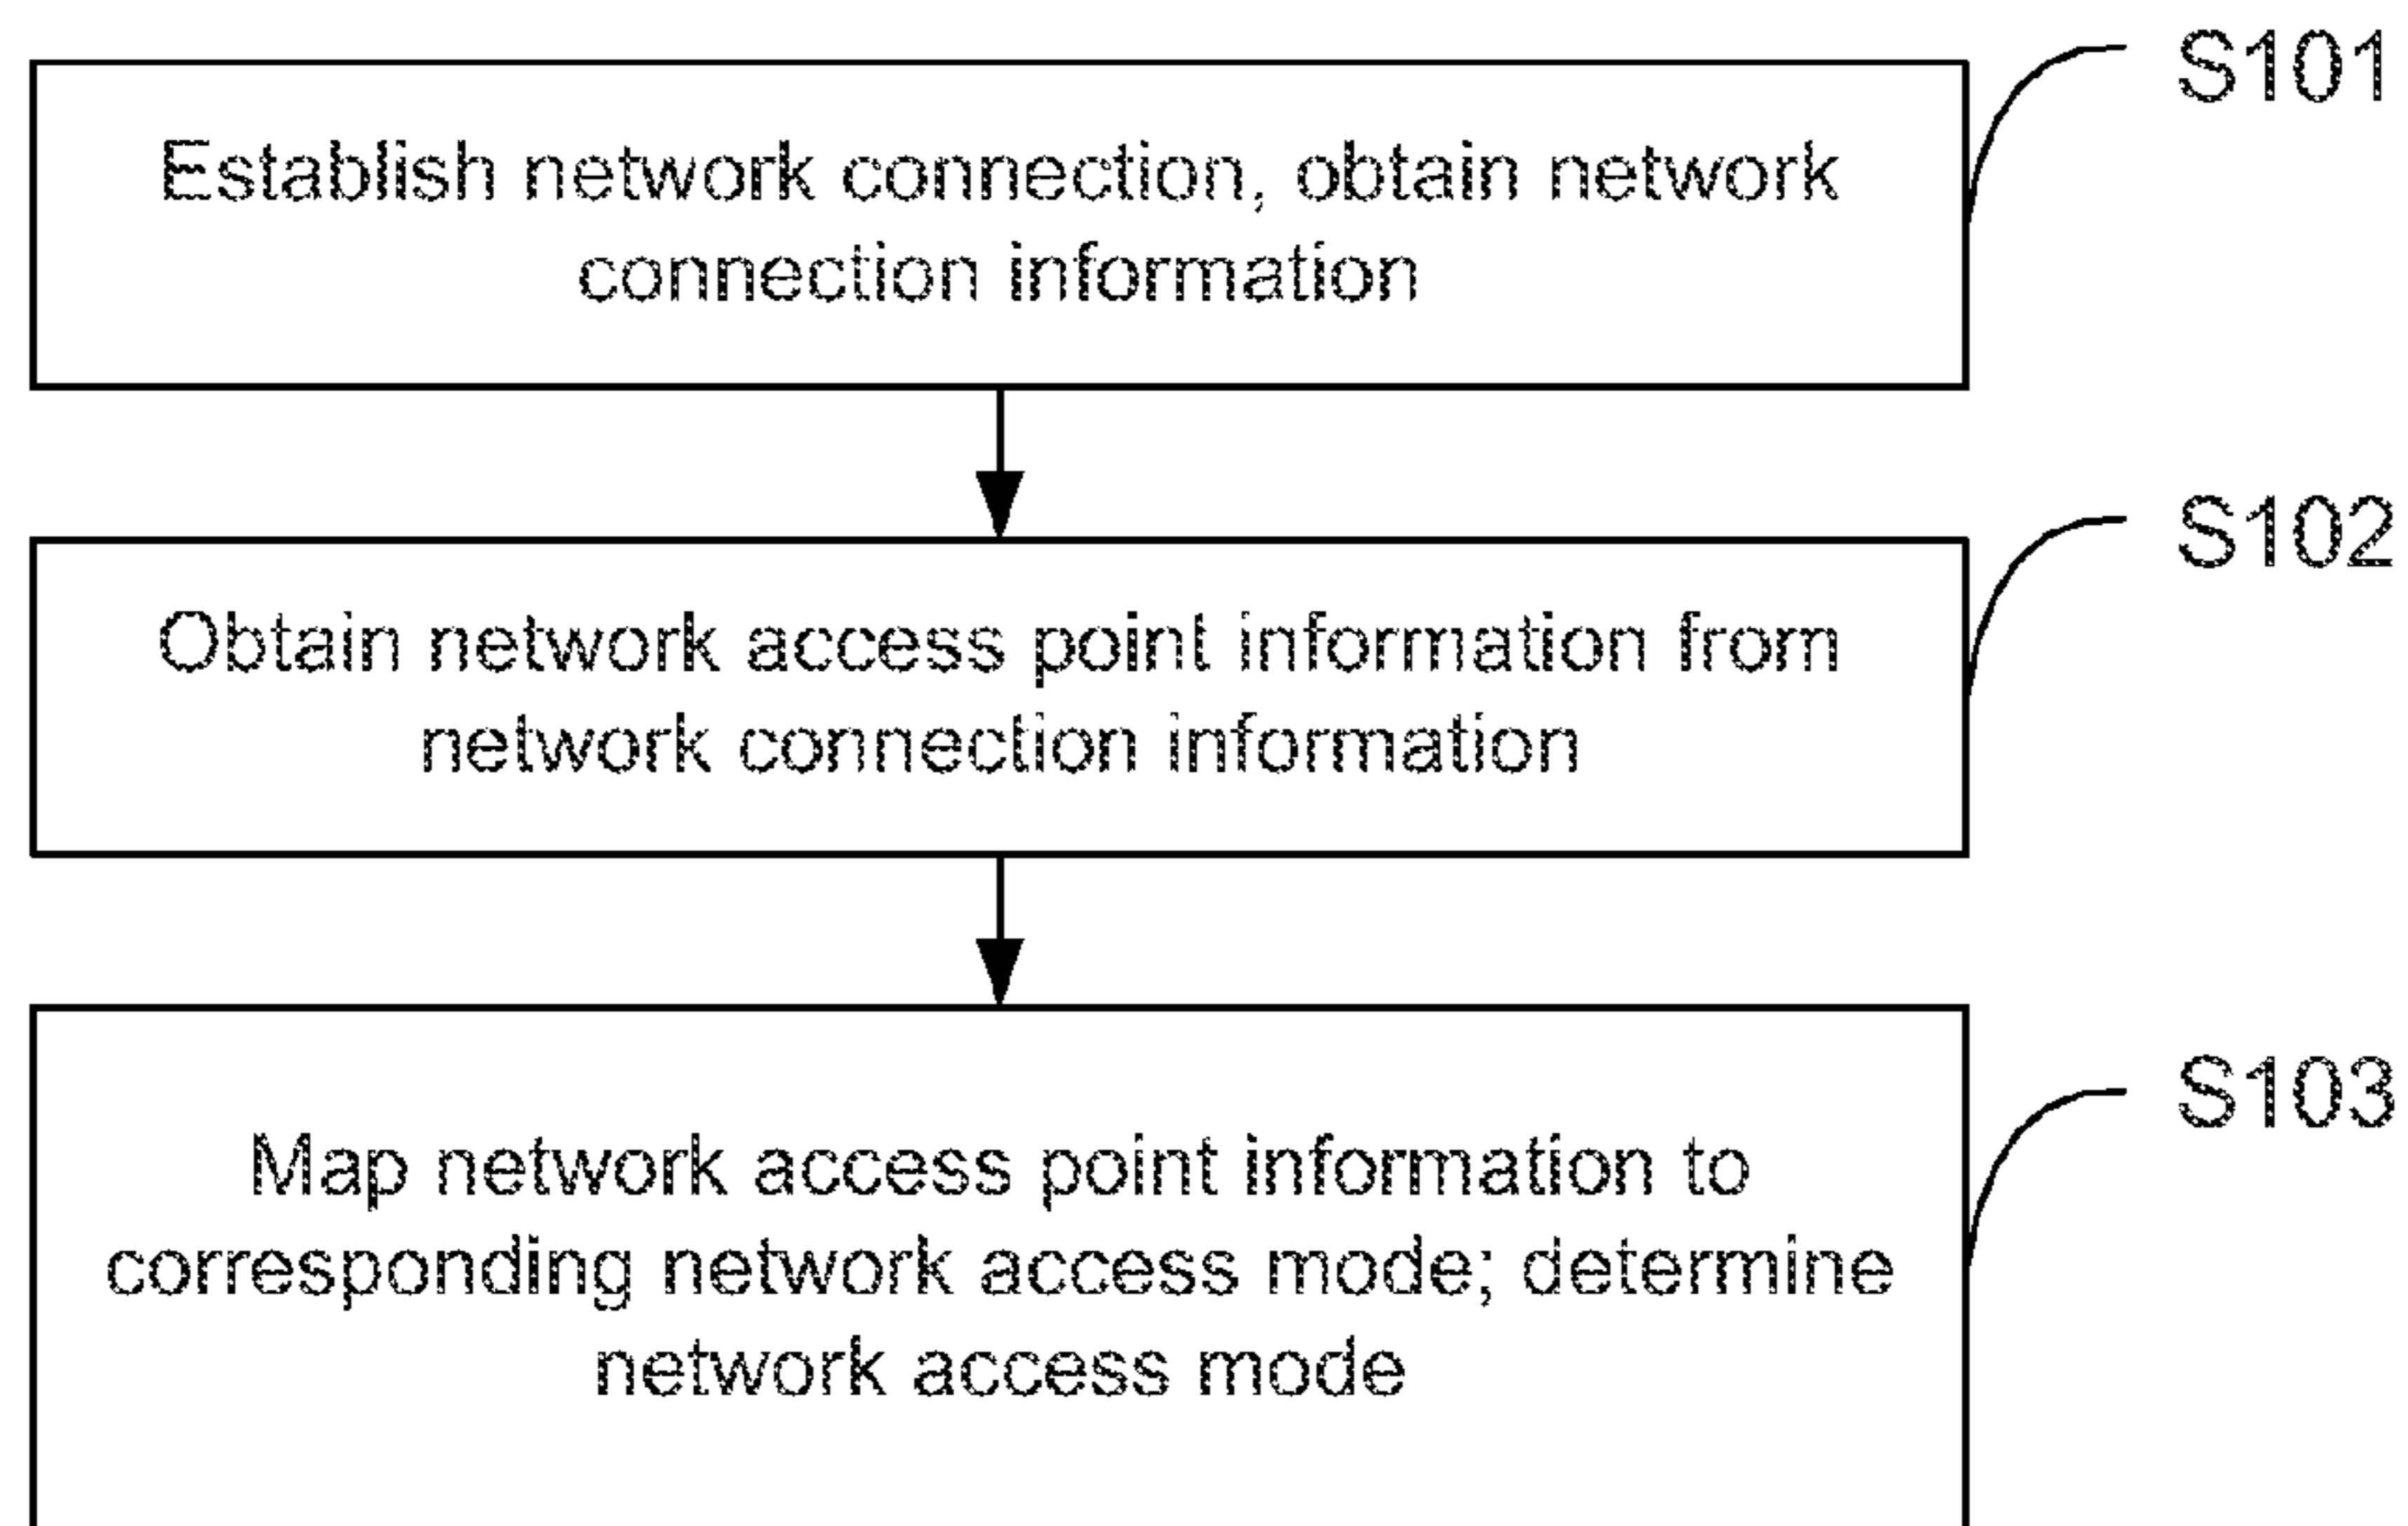 S101
Establish network connection, obtain network
connection information
S102
Obtain network access point information from
network connection information
S103
Map network access point information to
corresponding network access mode; determine
network access mode